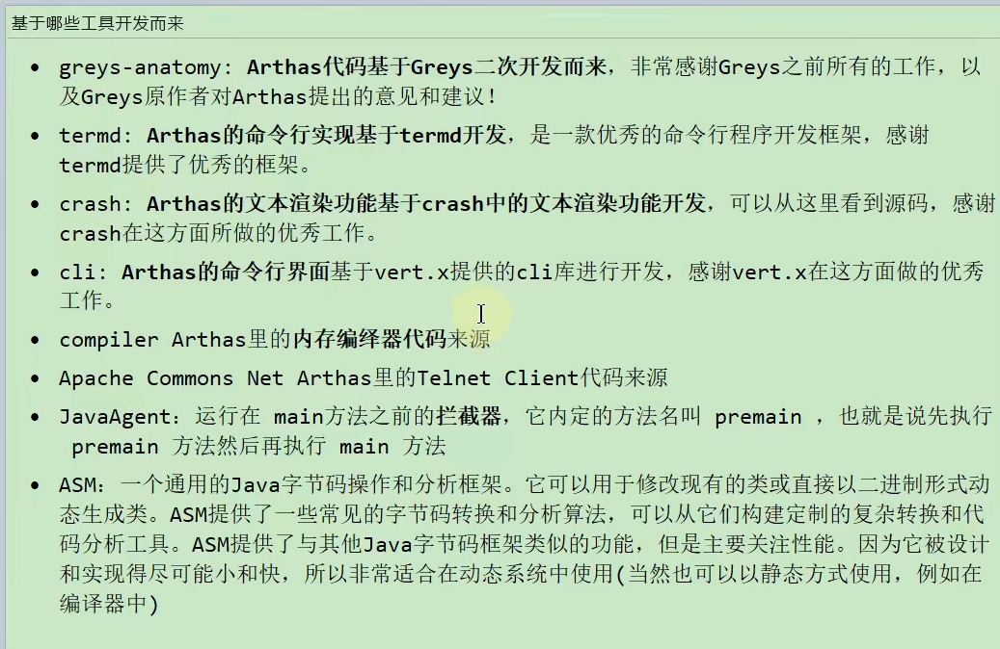 基于哪些工具开发而来
greys-anatomy: Arthas代码基于Greys二次开发而来，非常感谢Greys之前所有的工作，以
及Greys原作者对Arthas提出的意见和建议！
termd: Arthas的命令行实现基于termd开发，是一款优秀的命令行程序开发框架，感谢
termd提供了优秀的框架。
crash: Arthas的文本渲染功能基于crash中的文本渲染功能开发，可以从这里看到源码，感谢
crash在这方面所做的优秀工作。
cli: Arthas的命令行界面基于vert.x提供的cli库进行开发，感谢vert.x在这方面做的优秀
工作。
compiler Arthas里的内存编绎器代码来源
Apache Commons Net Arthas里的Telnet Client代码来源
JavaAgent：运行在 main方法之前的拦截器，它内定的方法名叫 premain ，也就是说先执行
premain 方法然后再执行 main 方法
ASM：一个通用的Java字节码操作和分析框架。它可以用于修改现有的类或直接以二进制形式动
态生成类。ASM提供了一些常见的字节码转换和分析算法，可以从它们构建定制的复杂转换和代
码分析工具。ASM提供了与其他Java字节码框架类似的功能，但是主要关注性能。因为它被设计
和实现得尽可能小和快，所以非常适合在动态系统中使用(当然也可以以静态方式使用，例如在
编译器中)